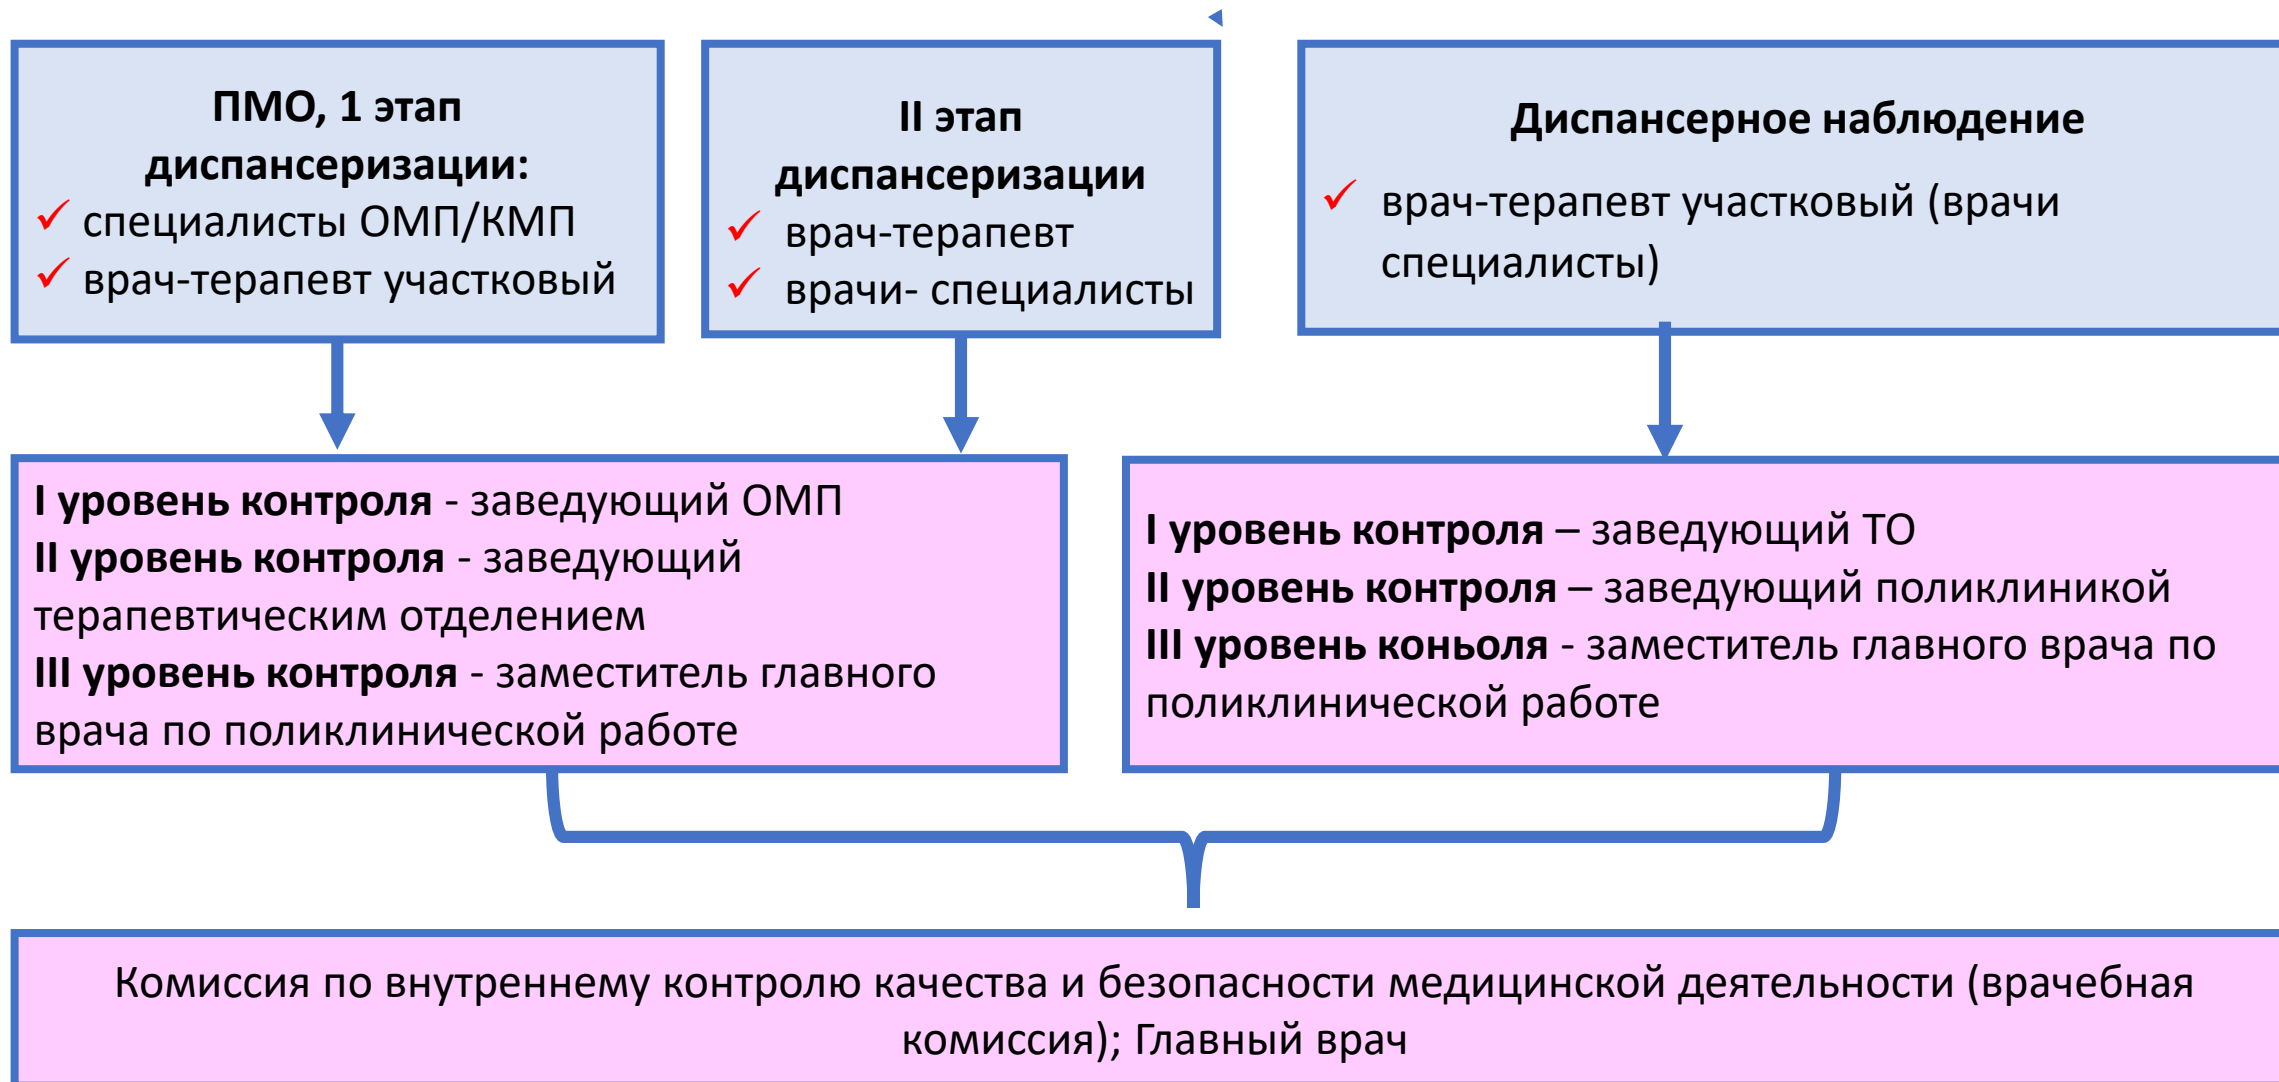 ПМО, 1 этап
диспансеризации:
специалисты ОМП/КМП
врач-терапевт участковый
II этап
диспансеризации
врач-терапевт
врачи- специалисты
Диспансерное наблюдение
врач-терапевт участковый (врачи
специалисты)
I уровень контроля - заведующий ОМП
II уровень контроля - заведующий
терапевтическим отделением
III уровень контроля - заместитель главного
врача по поликлинической работе
I уровень контроля – заведующий ТО
II уровень контроля – заведующий поликлиникой
III уровень коньоля - заместитель главного врача по
поликлинической работе
Комиссия по внутреннему контролю качества и безопасности медицинской деятельности (врачебная
комиссия); Главный врач